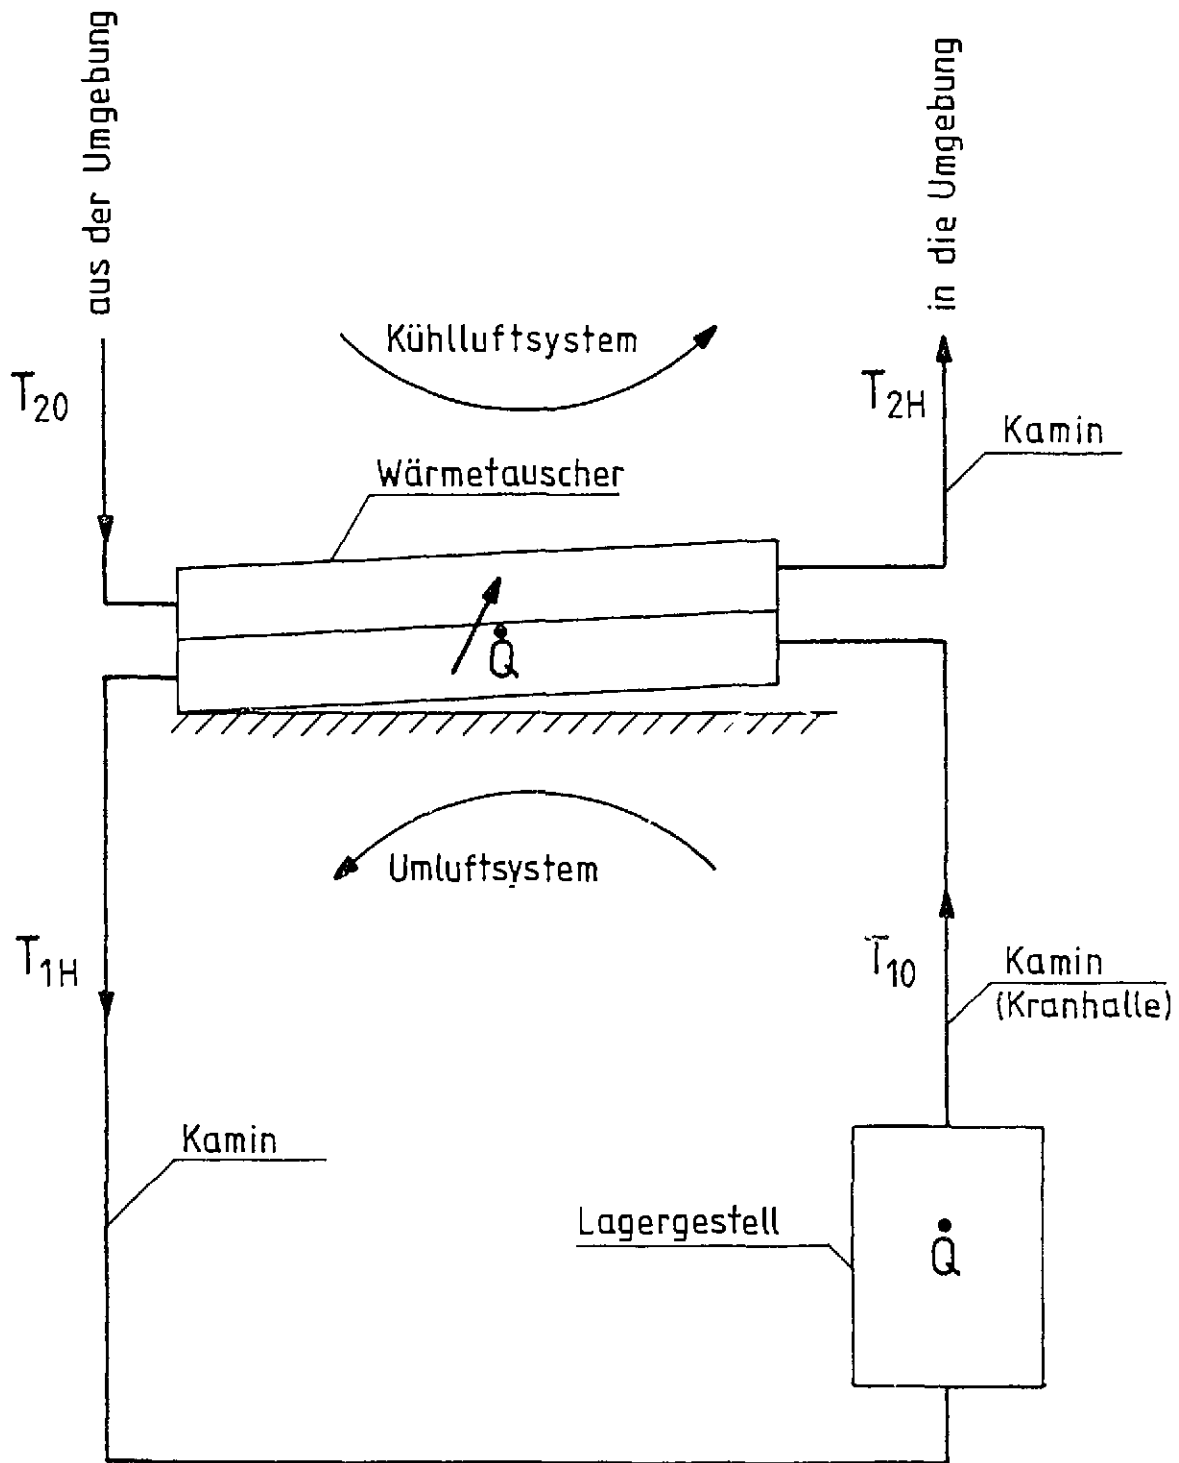 aus der Umgebung
in die Umgebung
Kühlluftsystem
T20
T2H
Kamin
Wärmetauscher
Q̇
Umluftsystem
T1H
T10
Kamin
(Kranhalle)
Kamin
Lagergestell
Q̇